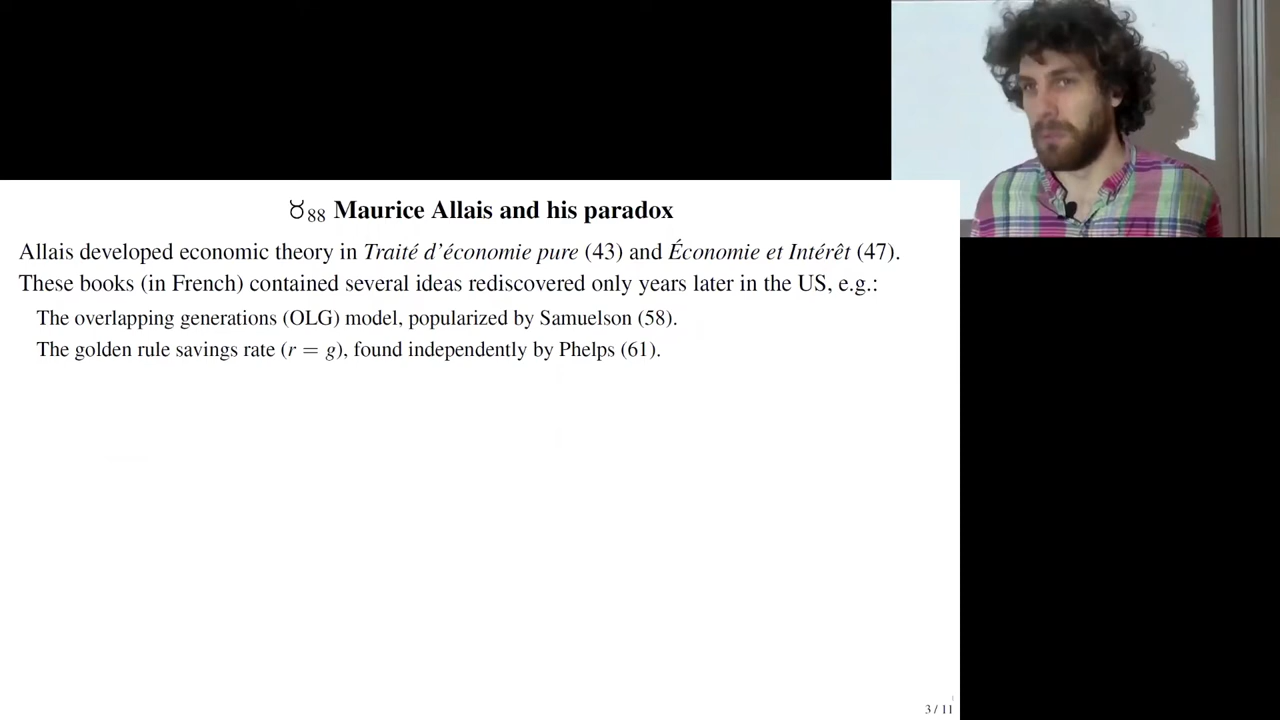 ♉88 Maurice Allais and his paradox
Allais developed economic theory in Traité d'économie pure (43) and Économie et Intérêt (47).
These books (in French) contained several ideas rediscovered only years later in the US, e.g.:
The overlapping generations (OLG) model, popularized by Samuelson (58).
The golden rule savings rate (r = g), found independently by Phelps (61).
3 / 11